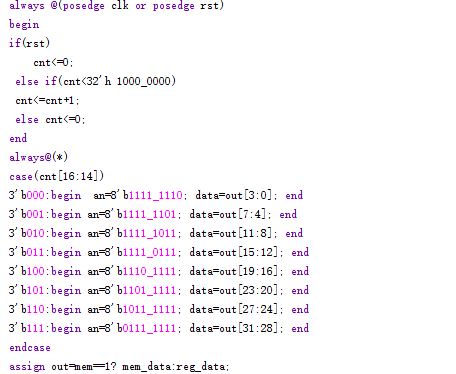 always @(posedge clk or posedge rst)
begin
if(rst)
cnt<=0;
else if(cnt<32'h 1000_0000)
cnt<=cnt+1;
else cnt<=0;
end
always@(*)
case(cnt[16:14])
3'b000:begin an=8'b1111_1110; data=out[3:0]; end
3'b001:begin an=8'b1111_1101; data=out[7:4]; end
3'b010:begin an=8'b1111_1011; data=out[11:8]; end
3'b011:begin an=8'b1111_0111; data=out[15:12]; end
3'b100:begin an=8'b1110_1111; data=out[19:16]; end
3'b101:begin an=8'b1101_1111; data=out[23:20]; end
3'b110:begin an=8'b1011_1111; data=out[27:24]; end
3'b111:begin an=8'b0111_1111; data=out[31:28]; end
endcase
assign out=mem==1? mem_data:reg_data;